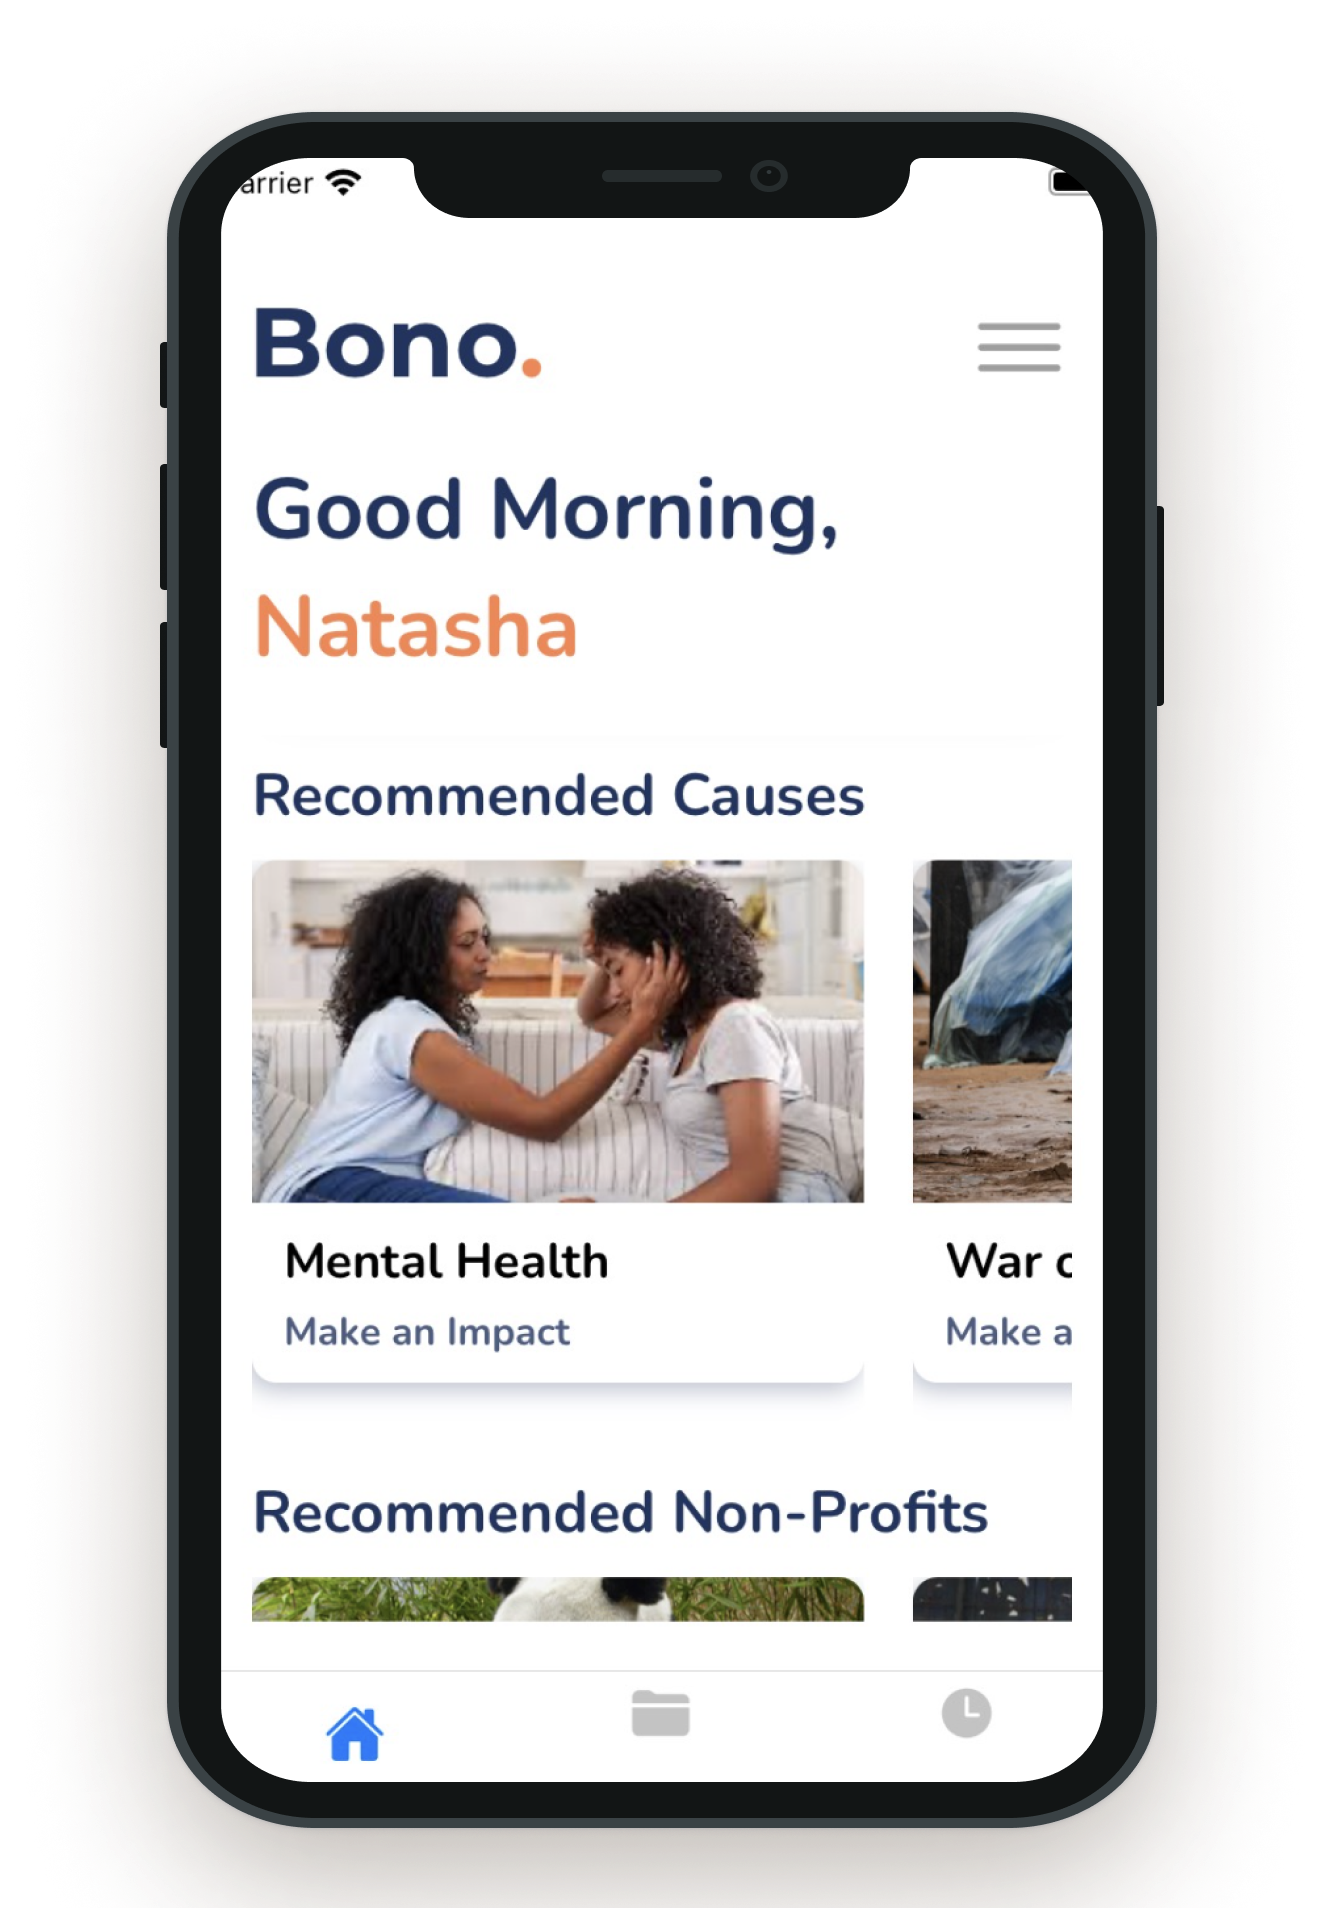 arrier
Bono.
Good Morning,
Natasha
Recommended Causes
Mental Health
Make an Impact
War
Make a
Recommended Non-Profits